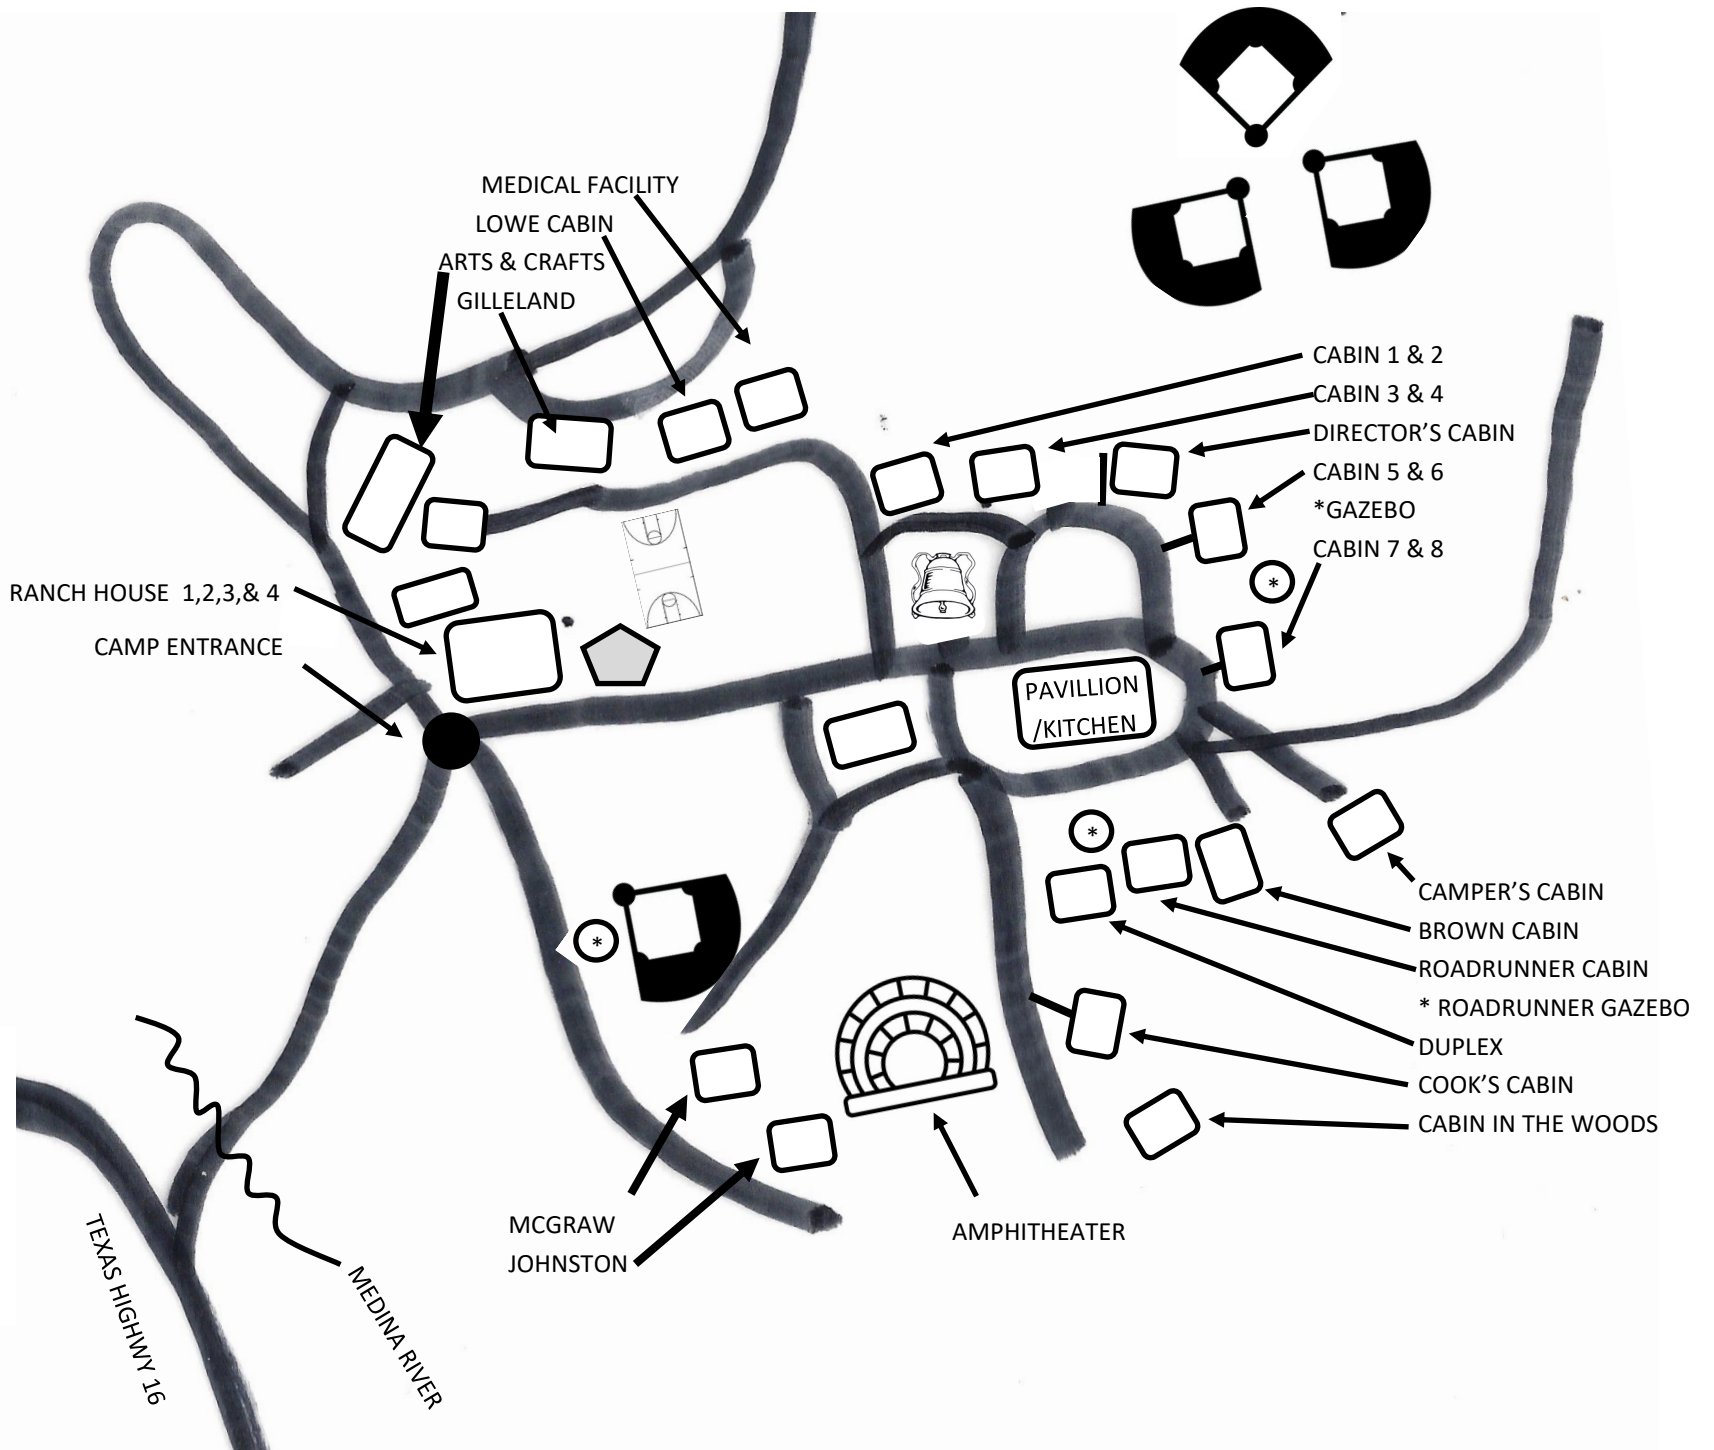 MEDICAL FACILITY
LOWE CABIN
ARTS & CRAFTS
GILLELAND
CABIN 1 & 2
CABIN 3 & 4
DIRECTOR’S CABIN
CABIN 5 & 6
*GAZEBO
CABIN 7 & 8
*
RANCH HOUSE 1,2,3,& 4
CAMP ENTRANCE
PAVILLION
/KITCHEN
*
*
CAMPER’S CABIN
BROWN CABIN
ROADRUNNER CABIN
* ROADRUNNER GAZEBO
DUPLEX
COOK’S CABIN
CABIN IN THE WOODS
MCGRAW
JOHNSTON
AMPHITHEATER
TEXAS HIGHWY 16
MEDINA RIVER